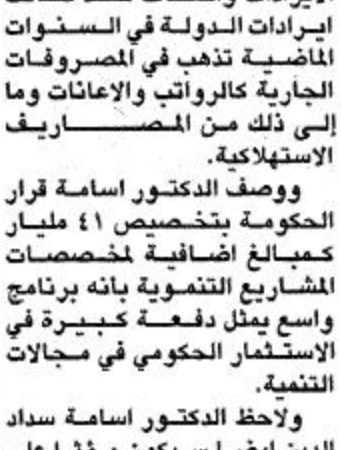 ايرادات الدولة في السنوات
الماضية تذهب في المصروفات
الجارية كالرواتب والاعانات وما
إلى ذلك من المصاريف
الاستهلاكية.
ووصف الدكتور اسامة قرار
الحكومة بتخصيص ٤١ مليار
كمبالغ اضافية لمخصصات
المشاريع التنموية بأنه برنامج
واسع يمثل دفعة كبيرة في
الاستثمار الحكومي في مجالات
التنمية.
ولاحظ الدكتور اسامة سداد